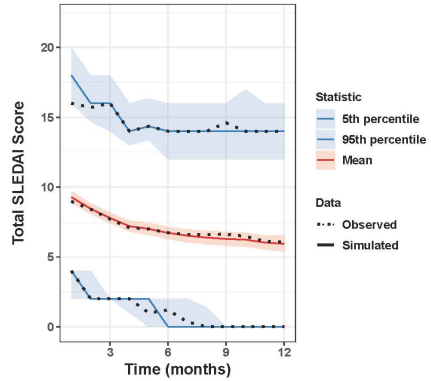 Total SLEDAI Score
20
15
10
5
0
3
6
9
12
Time (months)
Statistic
5th percentile
95th percentile
Mean
Data
Observed
Simulated